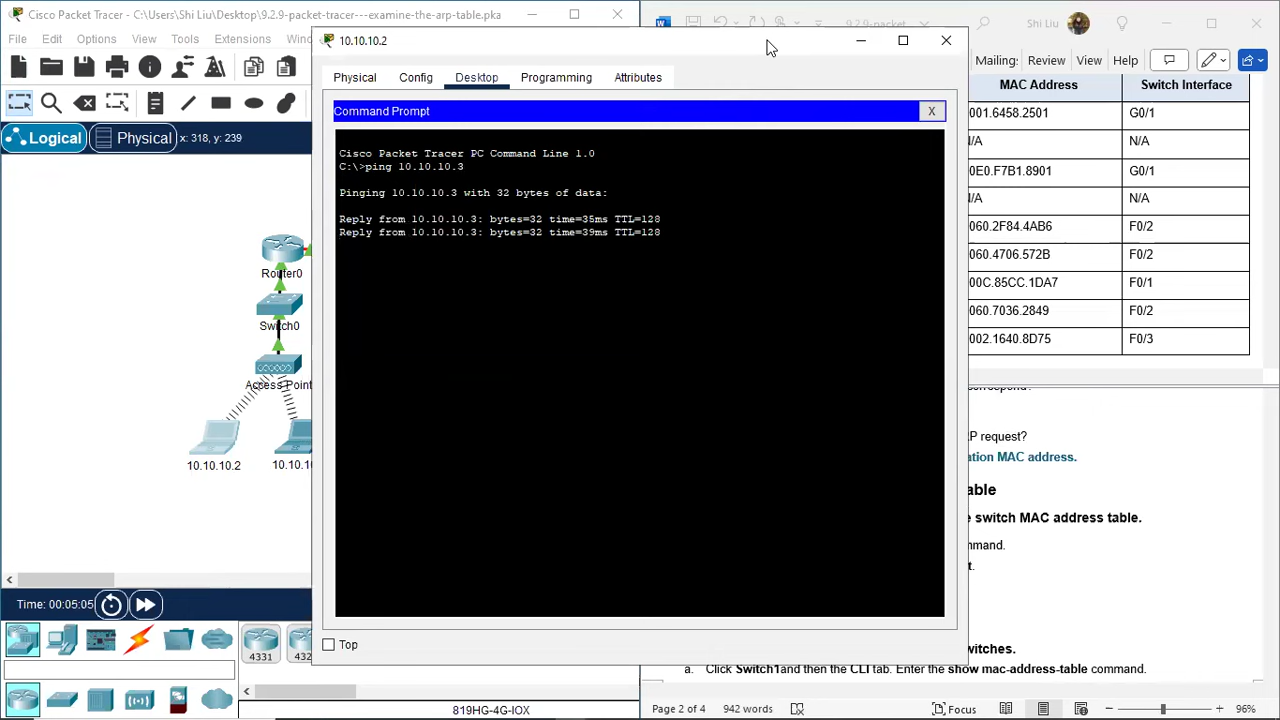 Cisco Packet Tracer - C:\Users\Shi Liu\Desktop\9.2.9-packet-tracer---examine-the-arp-table.pka
File Edit Options View Tools Extensions
Logical
Physical
x: 318, y: 239
Router0
Switch0
Access Point
10.10.10.2
10.10.10
Time: 00:05:05
4331
819HG-4G-IOX
10.10.10.2
Physical
Config
Desktop
Programming
Attributes
Command Prompt
X
Cisco Packet Tracer PC Command Line 1.0
C:\>ping 10.10.10.3
Pinging 10.10.10.3 with 32 bytes of data:
Reply from 10.10.10.3: bytes=32 time=35ms TTL=128
Reply from 10.10.10.3: bytes=32 time=39ms TTL=128
Top
9.2.9-packet
Shi Liu
Mailing: Review View Help
MAC Address Switch Interface
001.6458.2501 G0/1
/A N/A
0E0.F7B1.8901 G0/1
/A N/A
060.2F84.4AB6 F0/2
060.4706.572B F0/2
00C.85CC.1DA7 F0/1
060.7036.2849 F0/2
002.1640.8D75 F0/3
P request?
ation MAC address.
able
e switch MAC address table.
mmand.
t.
witches.
a. Click Switch1and then the CLI tab. Enter the show mac-address-table command.
Page 2 of 4 942 words Focus 96%